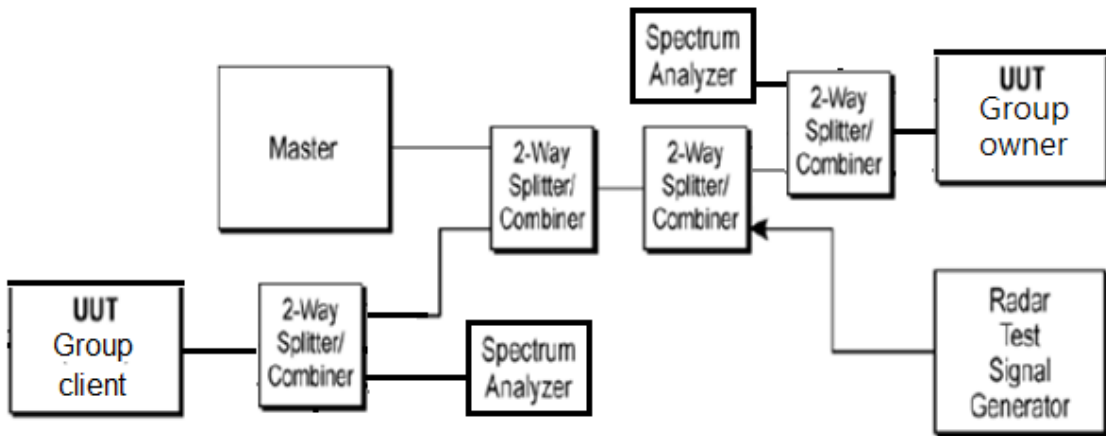 Spectrum
Analyzer
UUT
Group
owner
2-Way
Splitter/
Combiner
Master
2-Way
Splitter/
Combiner
2-Way
Splitter/
Combiner
UUT
Group
client
2-Way
Splitter/
Combiner
Spectrum
Analyzer
Radar
Test
Signal
Generator